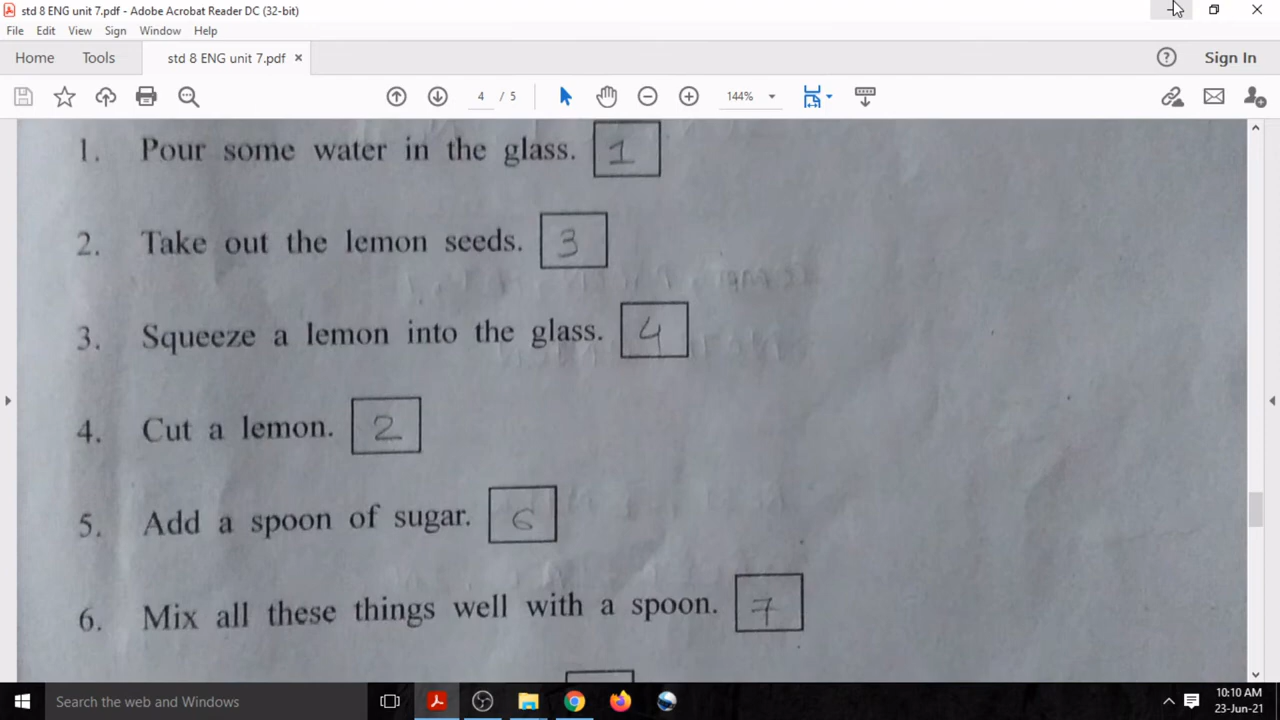 std 8 ENG unit 7.pdf - Adobe Acrobat Reader DC (32-bit)
File Edit View Sign Window Help
Home Tools std 8 ENG unit 7.pdf × Sign In
4 / 5 144%
1. Pour some water in the glass. 1
2. Take out the lemon seeds. 3
3. Squeeze a lemon into the glass. 4
4. Cut a lemon. 2
5. Add a spoon of sugar. 6
6. Mix all these things well with a spoon. 7
Search the web and Windows 10:10 AM
23-Jun-21